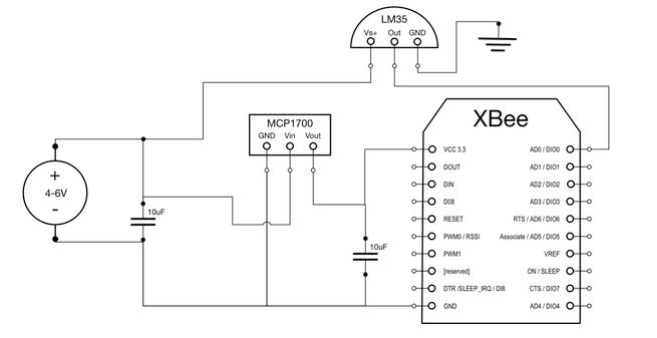 LM35
Vs+ Out GND
MCP1700
GND Vin Vout
XBee
VCC 3.3 AD0 / DIO0
DOUT AD1 / DIO1
DIN AD2 / DIO2
DO8 AD3 / DIO3
RESET RTS / AD6 / DIO6
PWM0 / RSSI Associate / AD5 / DIO5
PWM1 VREF
[reserved] ON / SLEEP
DTR /SLEEP_IRQ / DI8 CTS / DIO7
GND AD4 / DIO4
+
4-6V
-
10uF
10uF